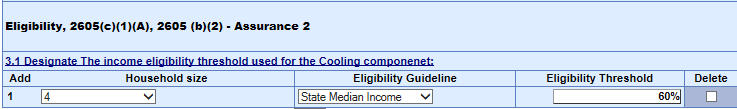 Eligibility, 2605(c)(1)(A), 2605 (b)(2) - Assurance 2
3.1 Designate The income eligibility threshold used for the Cooling componenet:
Add Household size Eligibility Guideline Eligibility Threshold Delete
1 4 State Median Income 60%